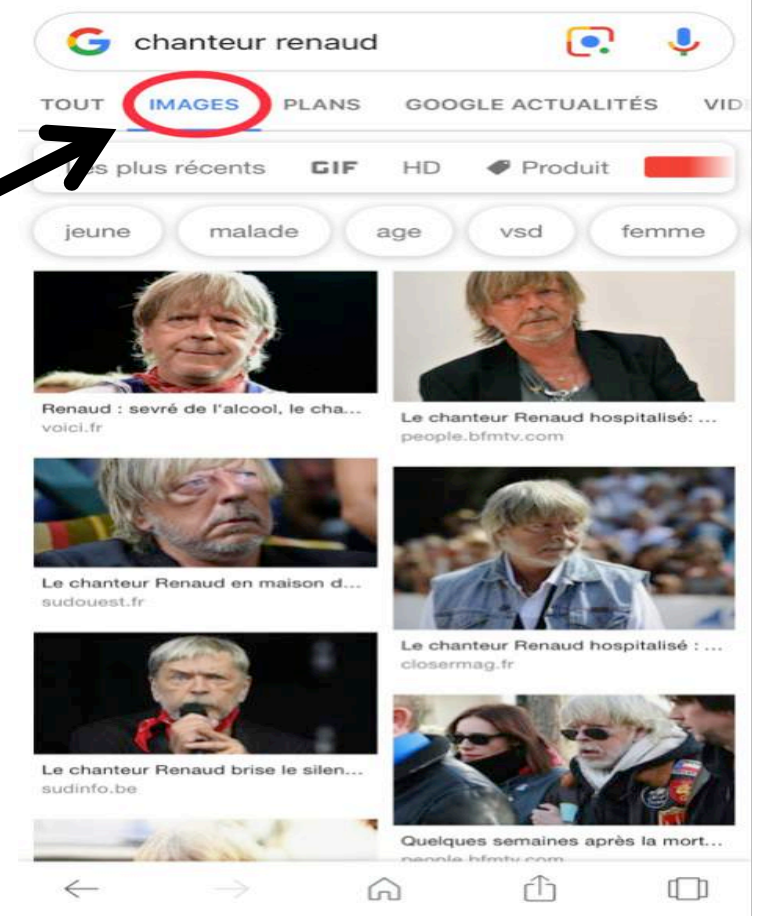 chanteur renaud
TOUT IMAGES PLANS GOOGLE ACTUALITÉS VID
plus récents GIF HD Produit
jeune malade age vsd femme
Renaud : sevré de l'alcool, le cha...
voici.fr
Le chanteur Renaud hospitalisé: ...
people.bfmtv.com
Le chanteur Renaud en maison d...
sudouest.fr
Le chanteur Renaud hospitalisé : ...
closermag.fr
Le chanteur Renaud brise le silen...
sudinfo.be
Quelques semaines après la mort...
people.bfmtv.com